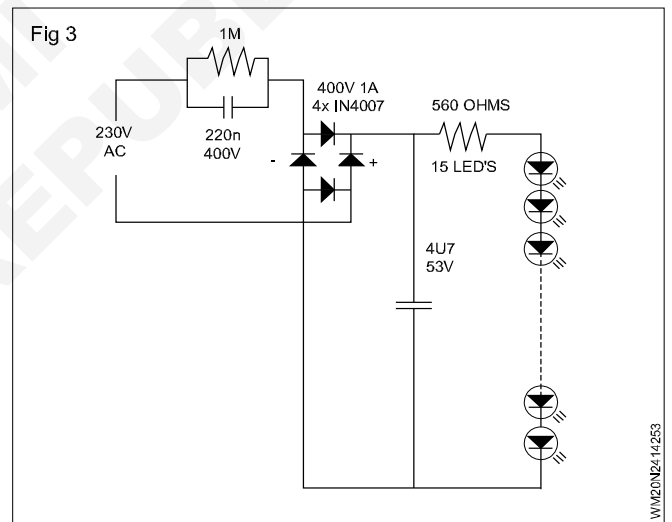 Fig 3
1M
220n
400V
230V
AC
400V 1A
4x IN4007
-
+
560 OHMS
15 LED'S
4U7
53V
WM20N2414253